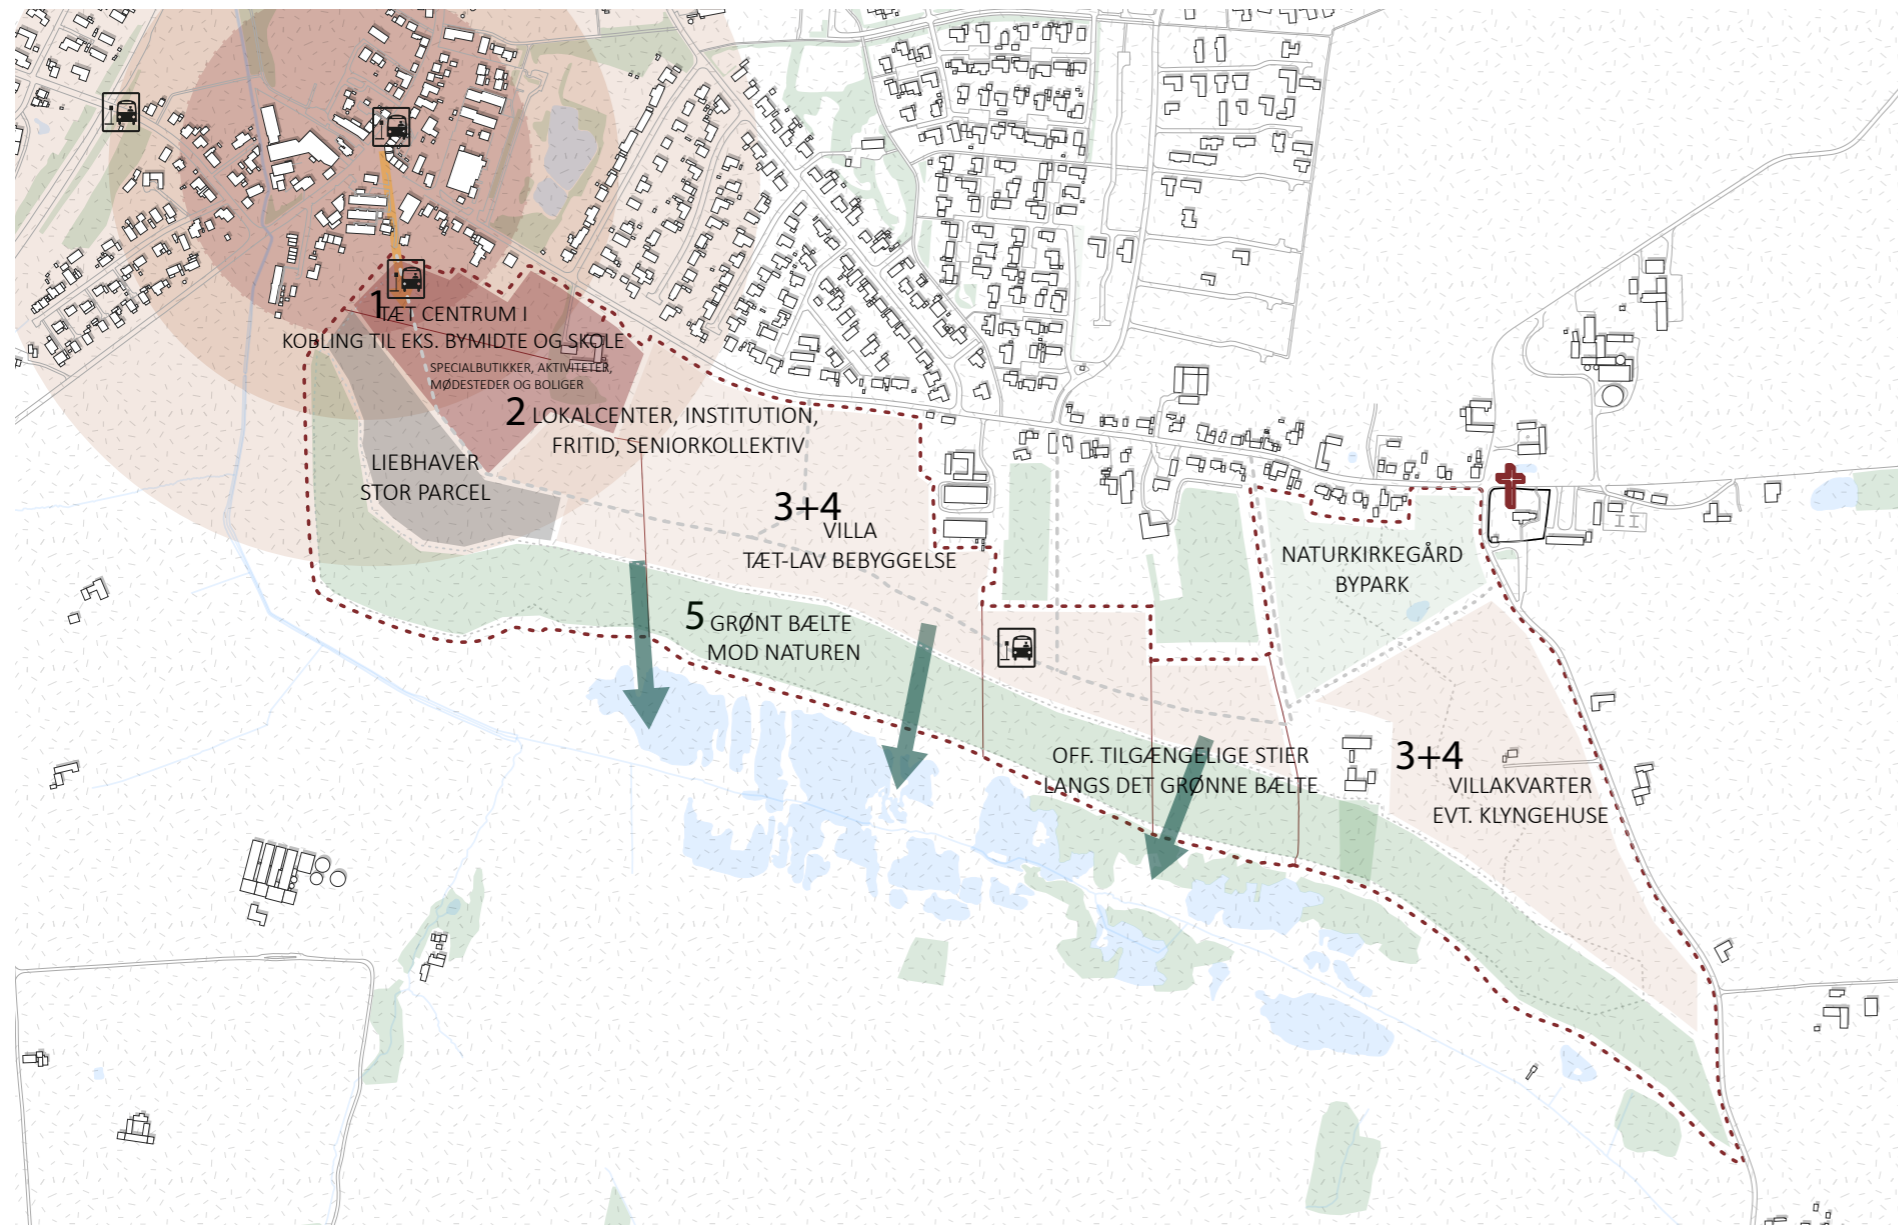 1 TÆT CENTRUM I
KOBLING TIL EKS. BYMIDTE OG SKOLE
SPECIALBUTIKKER, AKTIVITETER,
MØDESTEDER OG BOLIGER
2 LOKALCENTER, INSTITUTION,
FRITID, SENIORKOLLEKTIV
LIEBHAVER
STOR PARCEL
3+4
VILLA
TÆT-LAV BEBYGGELSE
NATURKIRKEGÅRD
BYPARK
5 GRØNT BÆLTE
MOD NATUREN
OFF. TILGÆNGELIGE STIER
LANGS DET GRØNNE BÆLTE
3+4
VILLAKVARTER
EVT. KLYNGEHUSE